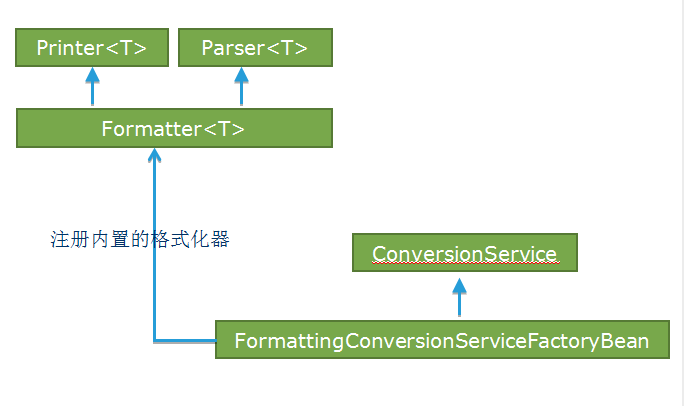 Printer<T>
Parser<T>
Formatter<T>
注册内置的格式化器
ConversionService
FormattingConversionServiceFactoryBean